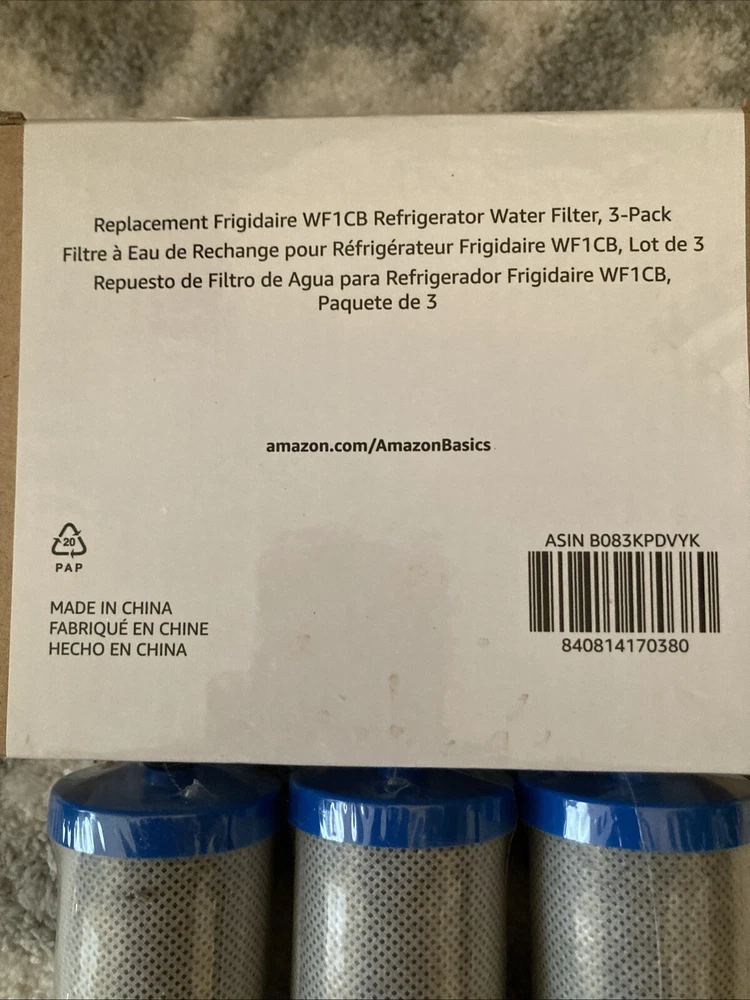 Replacement Frigidaire WF1CB Refrigerator Water Filter, 3-Pack
Filtre à Eau de Rechange pour Réfrigérateur Frigidaire WF1CB, Lot de 3
Repuesto de Filtro de Agua para Refrigerador Frigidaire WF1CB,
Paquete de 3
amazon.com/AmazonBasics
20
PAP
MADE IN CHINA
FABRIQUÉ EN CHINE
HECHO EN CHINA
ASIN B083KPDVYK
840814170380